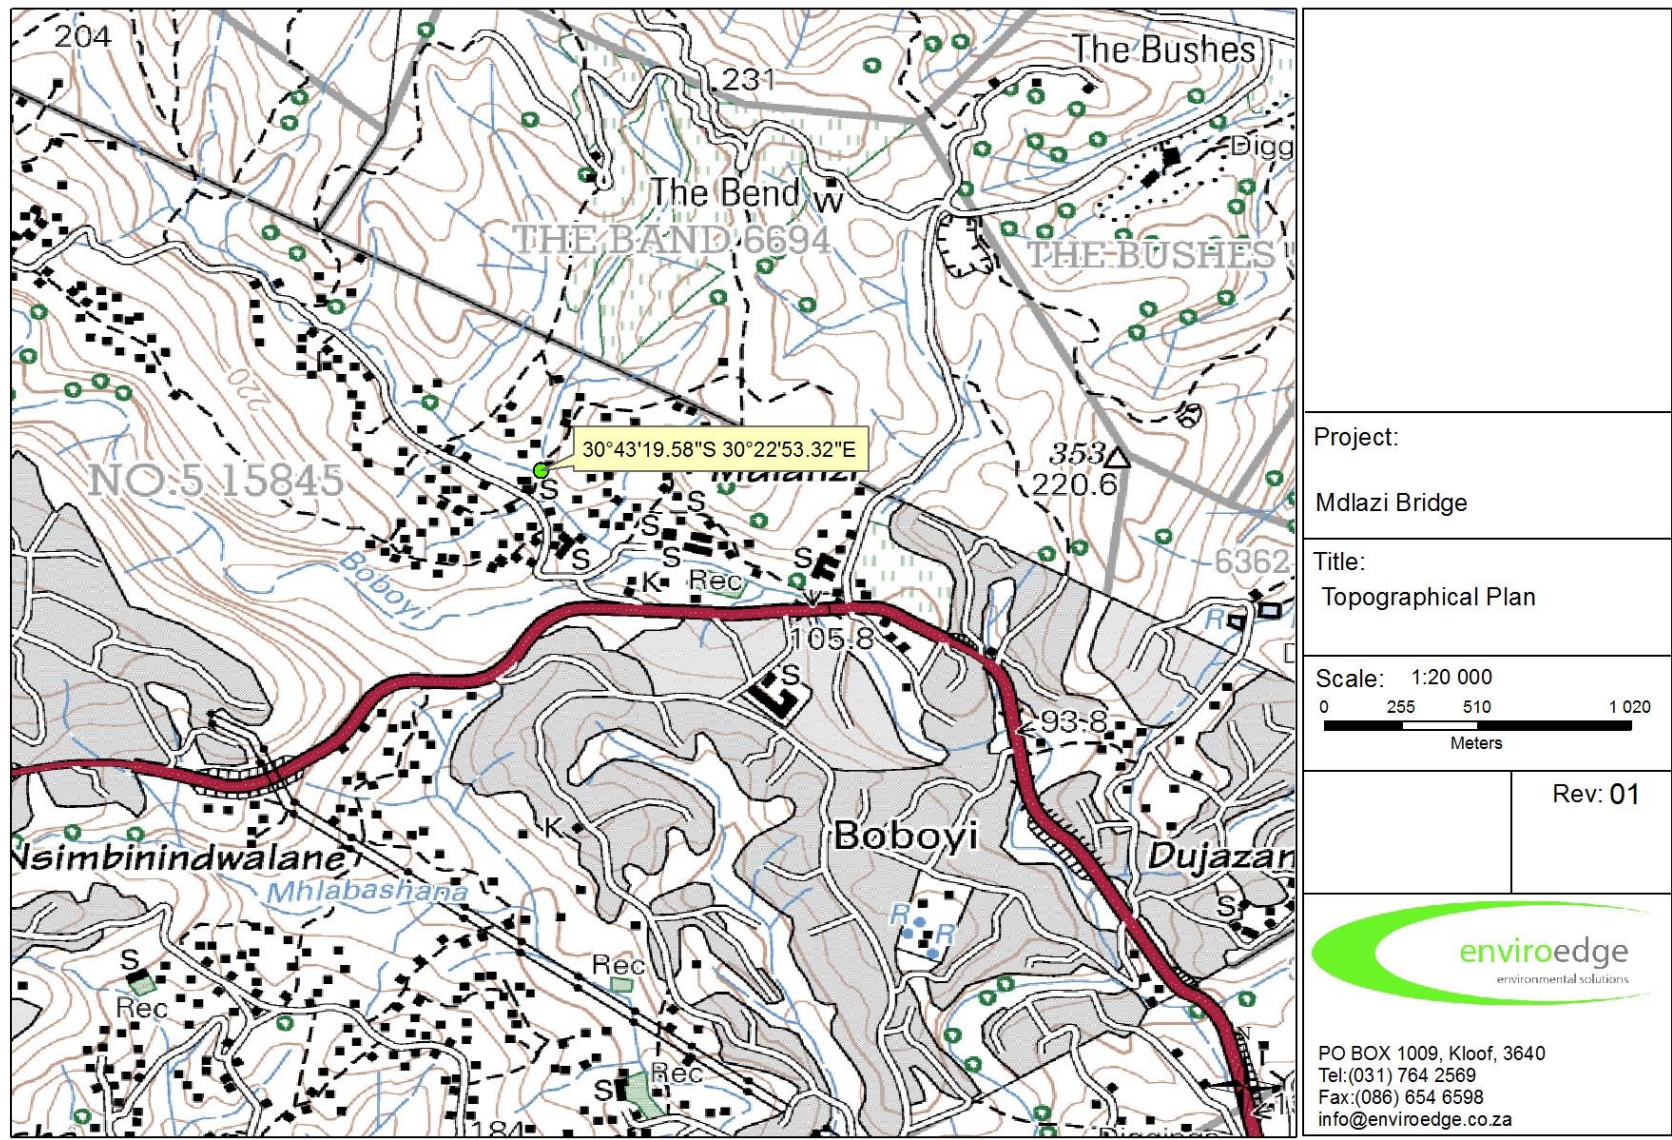 204
The Bushes
231
Digg
The Bend
W
THE BAND 6694
THE BUSHES
220
30°43'19.58"S 30°22'53.32"E
353
220.6
NO.5 15845
S
S
S
S
S
S
6362
Boboyi
K
Rec
R
105.8
S
93.8
K
Boboyi
Nsimbinindwalane
Dujazan
Mhlabashana
R
R
S
S
Rec
Rec
S
Rec
N
184
Diggings
Project:
Mdlazi Bridge
Title:
Topographical Plan
Scale: 1:20 000
0 255 510 1 020
Meters
Rev: 01
enviroedge
environmental solutions
PO BOX 1009, Kloof, 3640
Tel:(031) 764 2569
Fax:(086) 654 6598
info@enviroedge.co.za